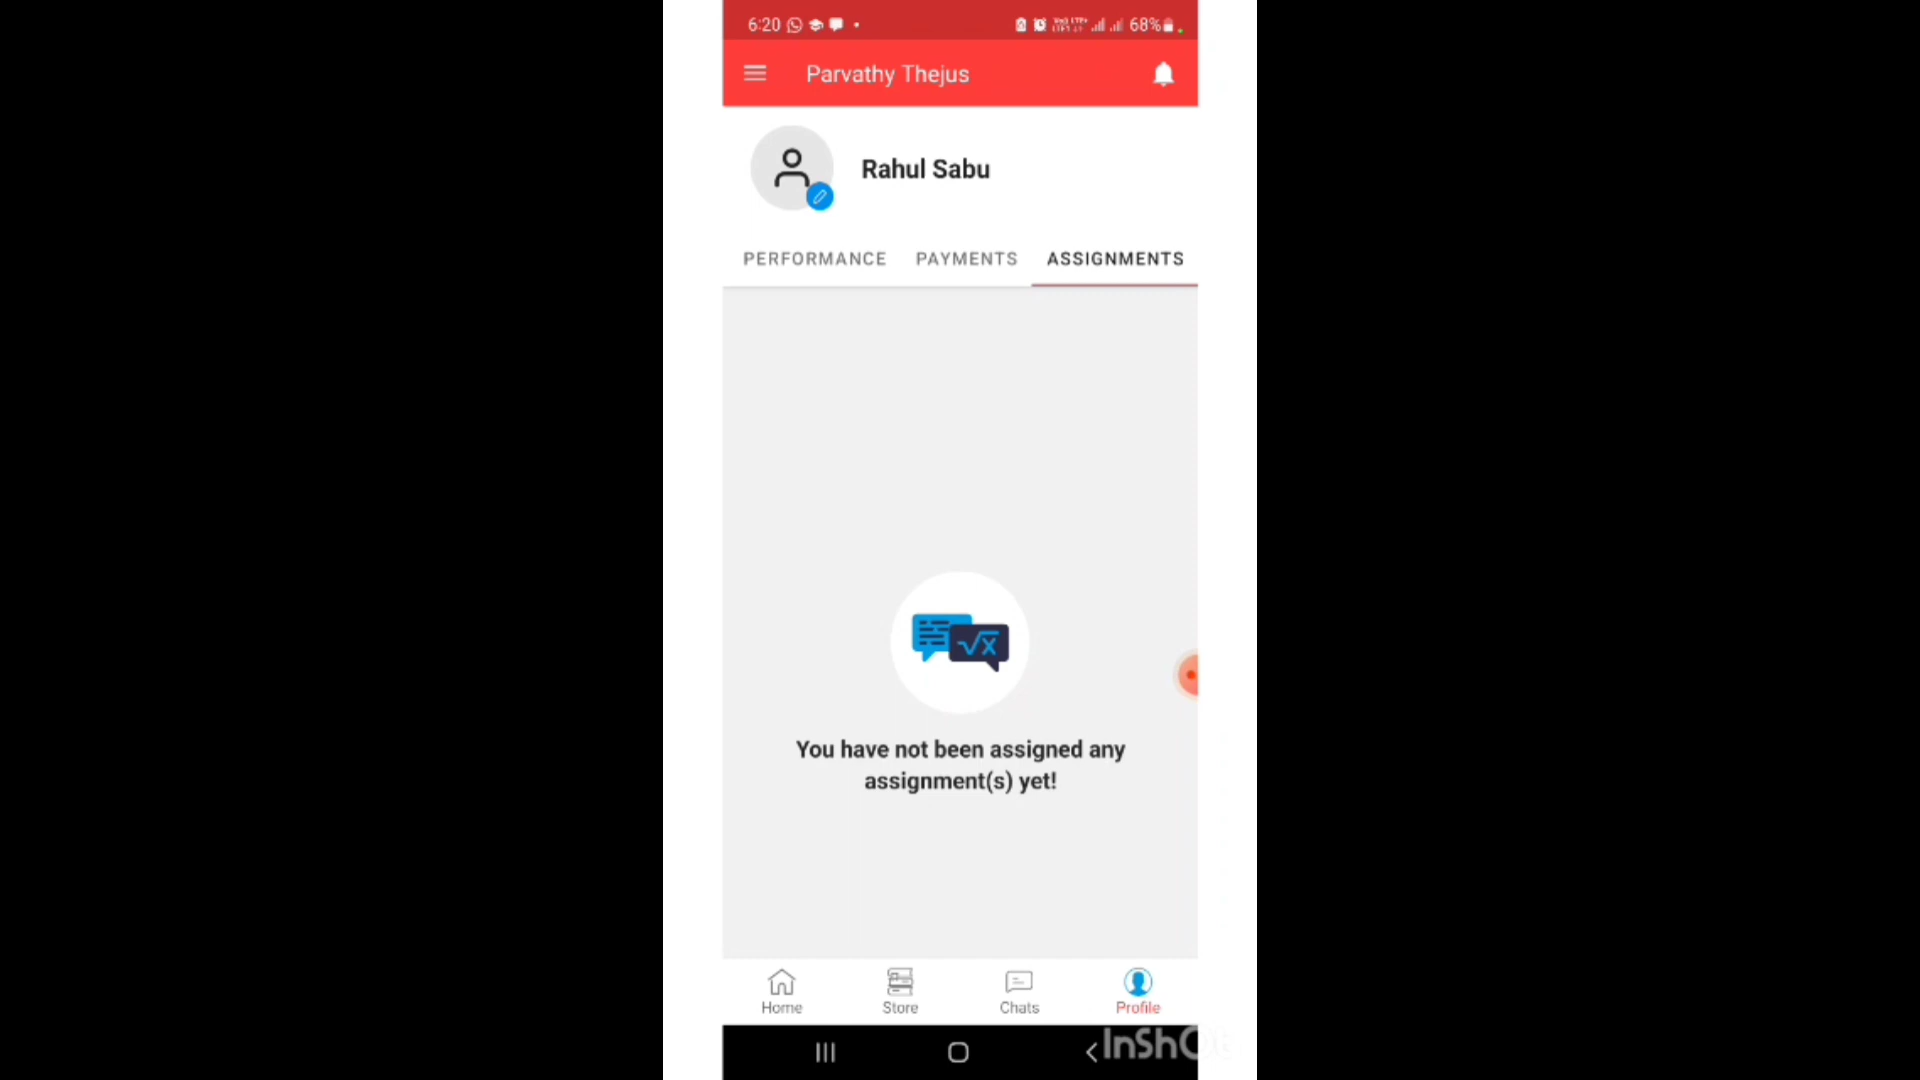 6:20
68%
Parvathy Thejus
Rahul Sabu
PERFORMANCE PAYMENTS ASSIGNMENTS
√x
You have not been assigned any
assignment(s) yet!
Home Store Chats Profile
InShOt